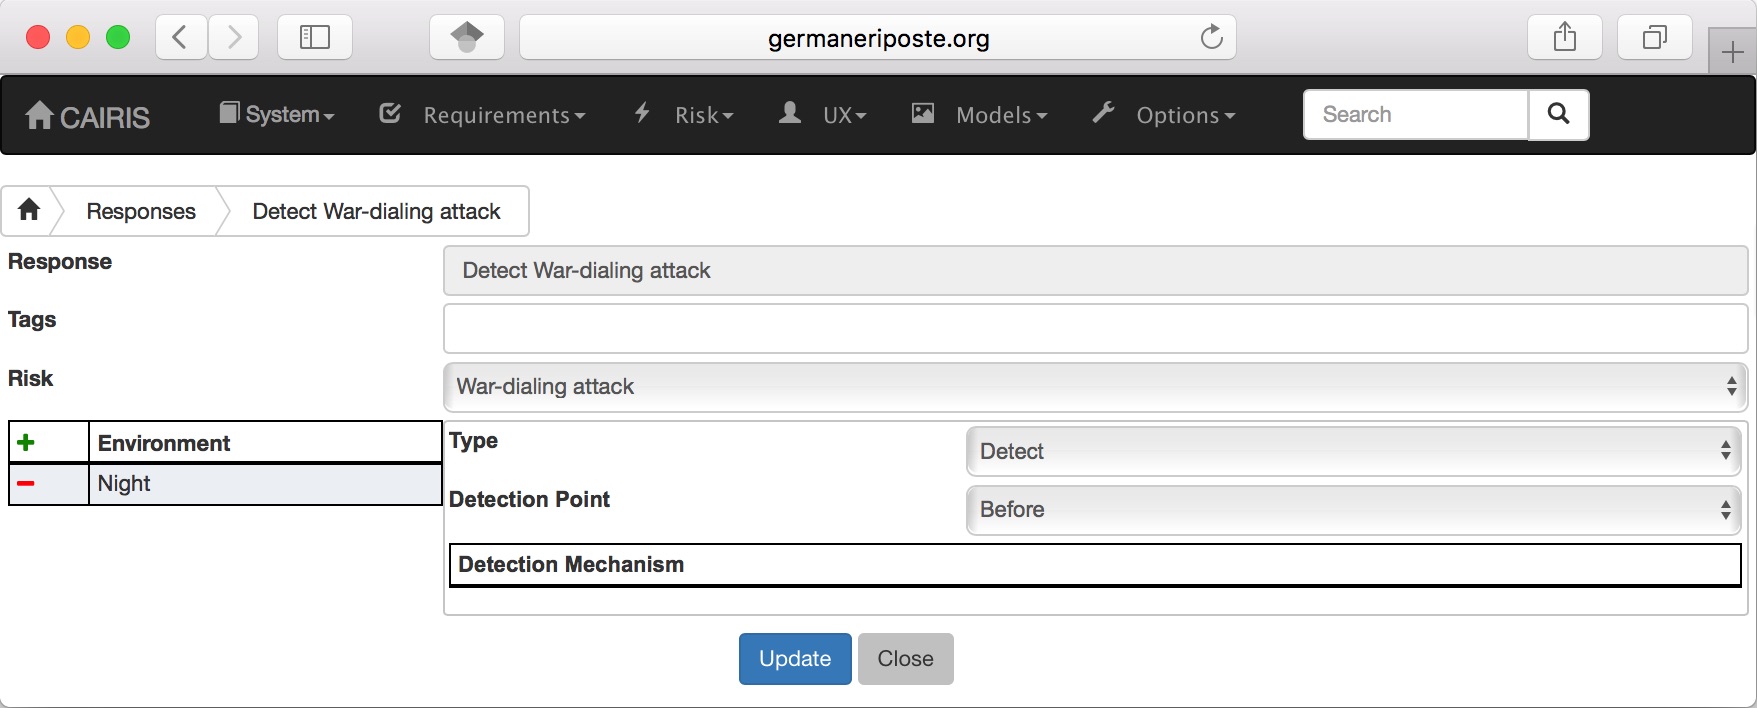 germaneriposte.org
CAIRIS System Requirements Risk UX Models Options Search
Responses Detect War-dialing attack
Response Detect War-dialing attack
Tags
Risk War-dialing attack
Environment Type Detect
Night Detection Point Before
Detection Mechanism
Update Close